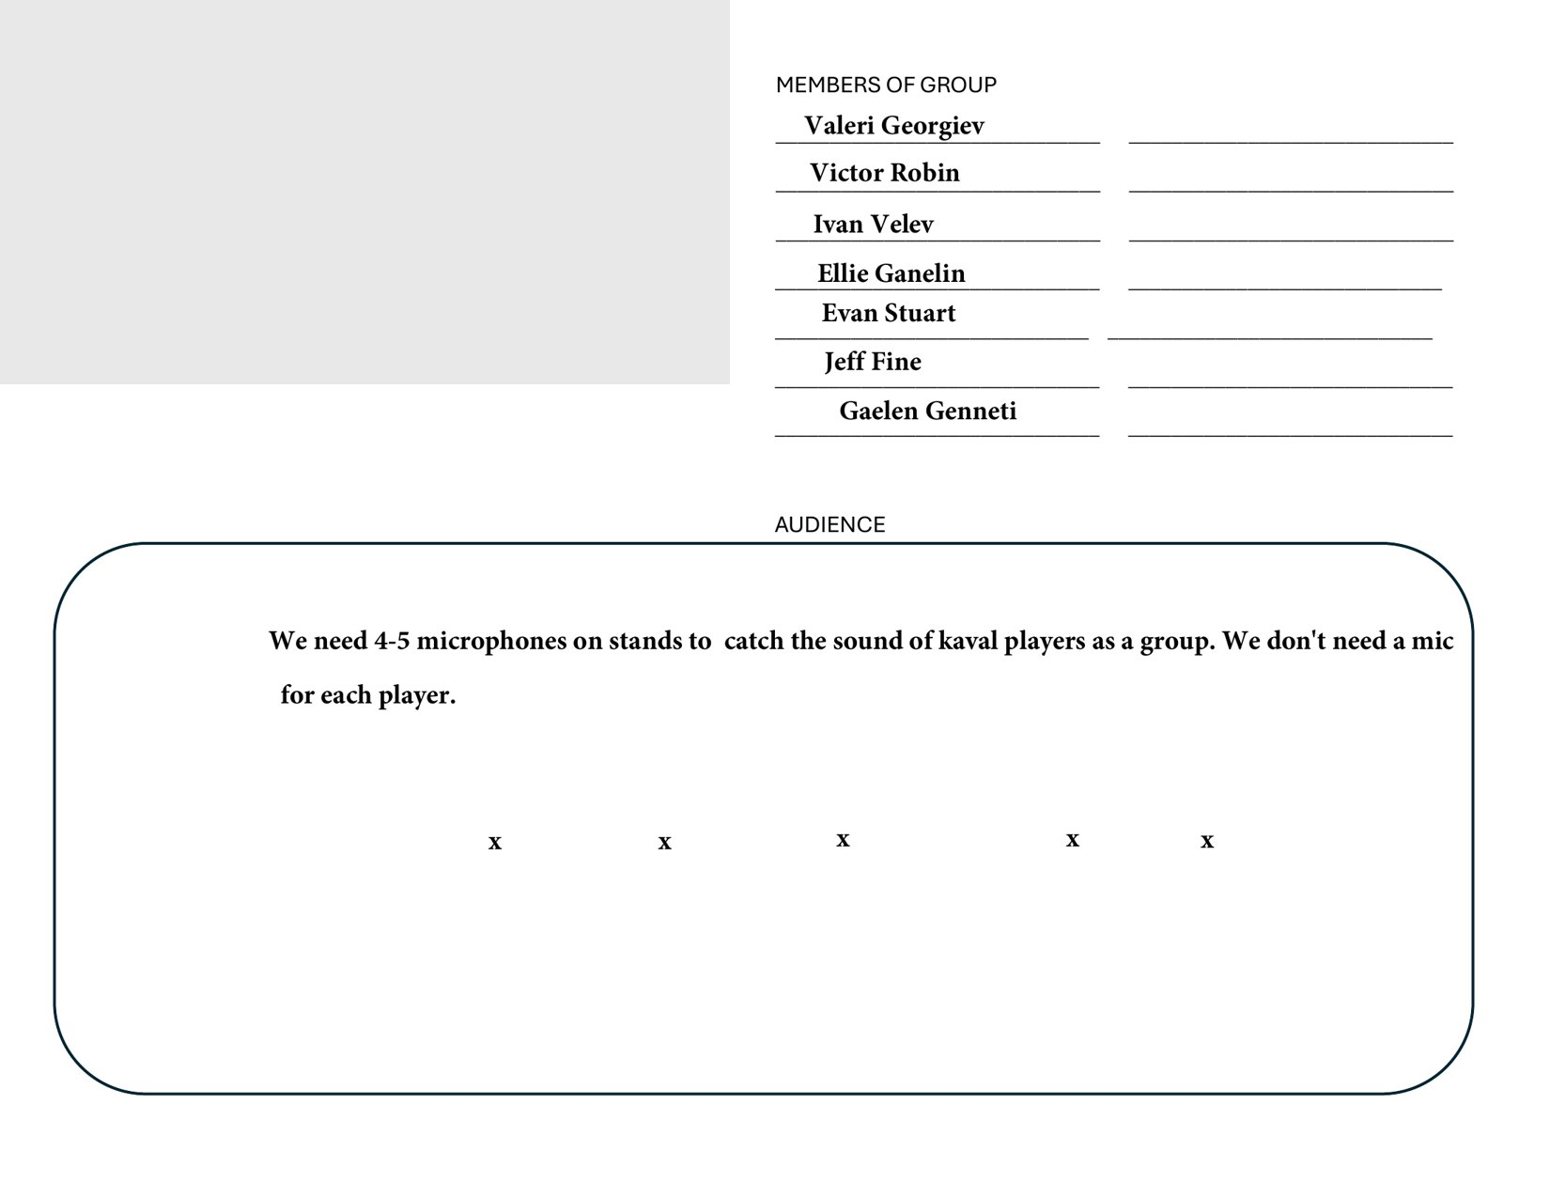 MEMBERS OF GROUP
Valeri Georgiev
Victor Robin
Ivan Velev
Ellie Ganelin
Evan Stuart
Jeff Fine
Gaelen Genneti
AUDIENCE
We need 4-5 microphones on stands to  catch the sound of kaval players as a group. We don't need a mic
for each player.
x x x x x